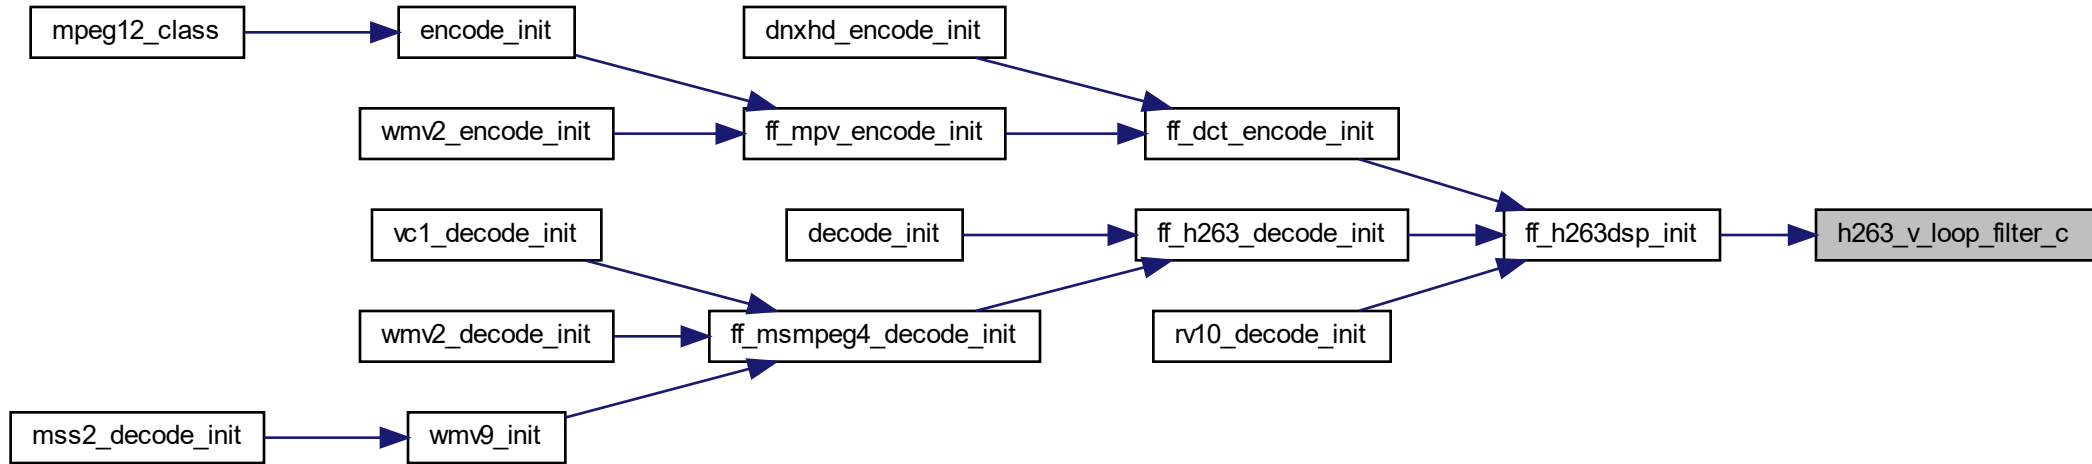 mpeg12_class
encode_init
dnxhd_encode_init
wmv2_encode_init
ff_mpv_encode_init
ff_dct_encode_init
vc1_decode_init
decode_init
ff_h263_decode_init
ff_h263dsp_init
h263_v_loop_filter_c
wmv2_decode_init
ff_msmpeg4_decode_init
rv10_decode_init
mss2_decode_init
wmv9_init